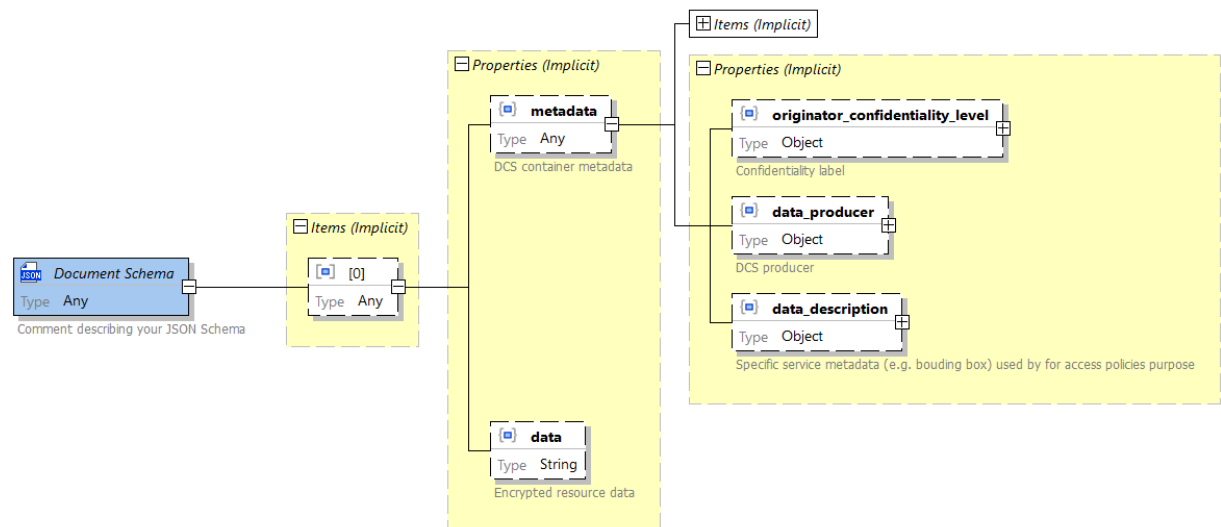 Items (Implicit)
Properties (Implicit)
Properties (Implicit)
metadata
Type Any
DCS container metadata
originator_confidentiality_level
Type Object
Confidentiality label
data_producer
Type Object
DCS producer
Items (Implicit)
JSON Document Schema
Type Any
Comment describing your JSON Schema
[0]
Type Any
data_description
Type Object
Specific service metadata (e.g. bouding box) used by for access policies purpose
data
Type String
Encrypted resource data